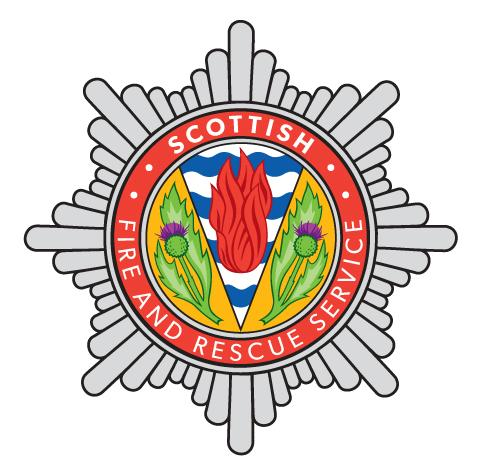 SCOTTISH
FIRE AND RESCUE SERVICE